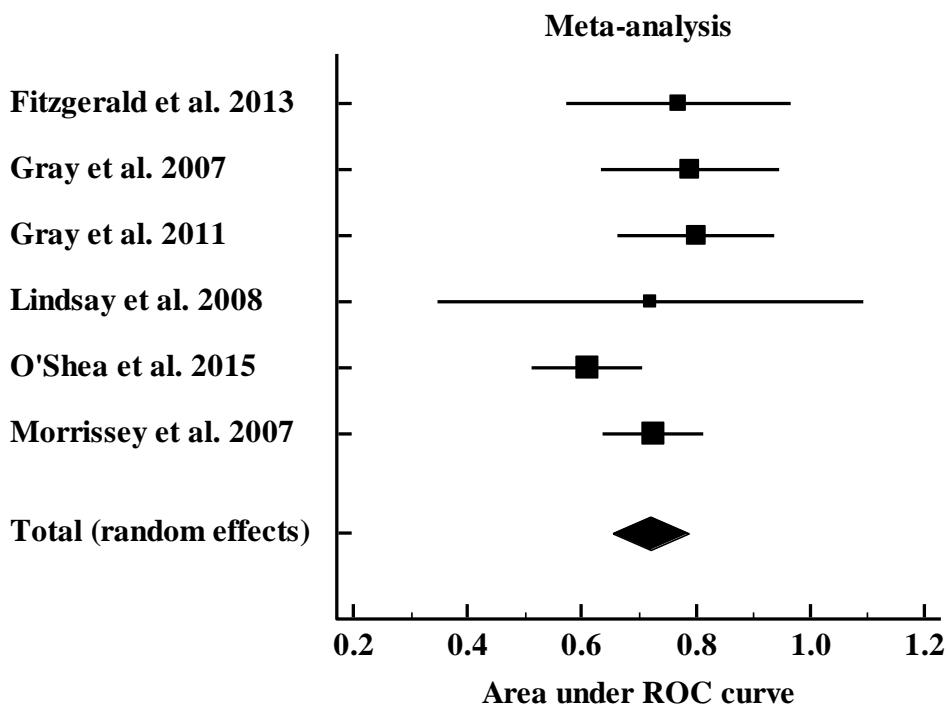 Meta-analysis
Fitzgerald et al. 2013
Gray et al. 2007
Gray et al. 2011
Lindsay et al. 2008
O'Shea et al. 2015
Morrissey et al. 2007
Total (random effects)
0.2 0.4 0.6 0.8 1.0 1.2
Area under ROC curve